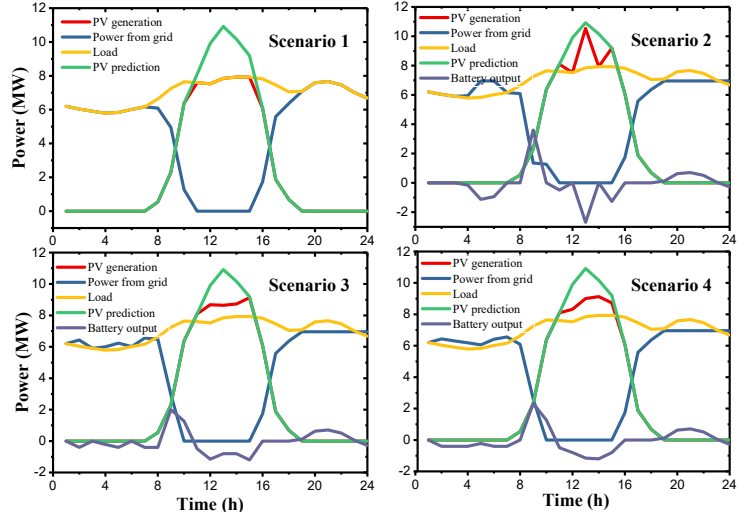 PV generation
Power from grid
Load
PV prediction
Scenario 1
12
10
8
6
4
2
0
Power (MW)
0 4 8 12 16 20 24
PV generation
Power from grid
Load
PV prediction
Battery output
Scenario 2
12
10
8
6
4
2
0
-2
0 4 8 12 16 20 24
PV generation
Power from grid
Load
PV prediction
Battery output
Scenario 3
12
10
8
6
4
2
0
-2
Power (MW)
0 4 8 12 16 20 24
Time (h)
PV generation
Power from grid
Load
PV prediction
Battery output
Scenario 4
12
10
8
6
4
2
0
-2
0 4 8 12 16 20 24
Time (h)